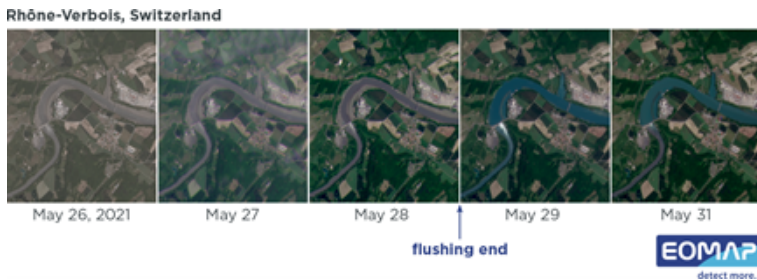 Rhône-Verbois, Switzerland
May 26, 2021
May 27
May 28
May 29
May 31
flushing end
EOMAP
detect more.